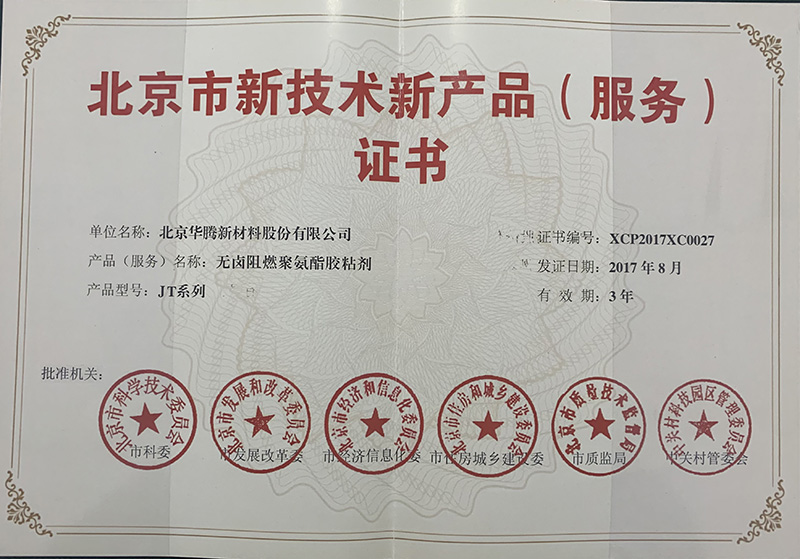 北京市新技术新产品（服务）
证书
单位名称：北京华腾新材料股份有限公司
证书编号：XCP2017XC0027
产品（服务）名称：无卤阻燃聚氨酯胶粘剂
发证日期：2017年8月
产品型号：JT系列
有 效 期：3年
批准机关：
北京市科学技术委员会
北京市发展和改革委员会
北京市经济和信息化委员会
北京市住房和城乡建设委员会
北京市质量技术监督局
中关村科技园区管理委员会
市科委
市发展改革委
市经济信息化委
市住房城乡建设委
市质监局
中关村管委会